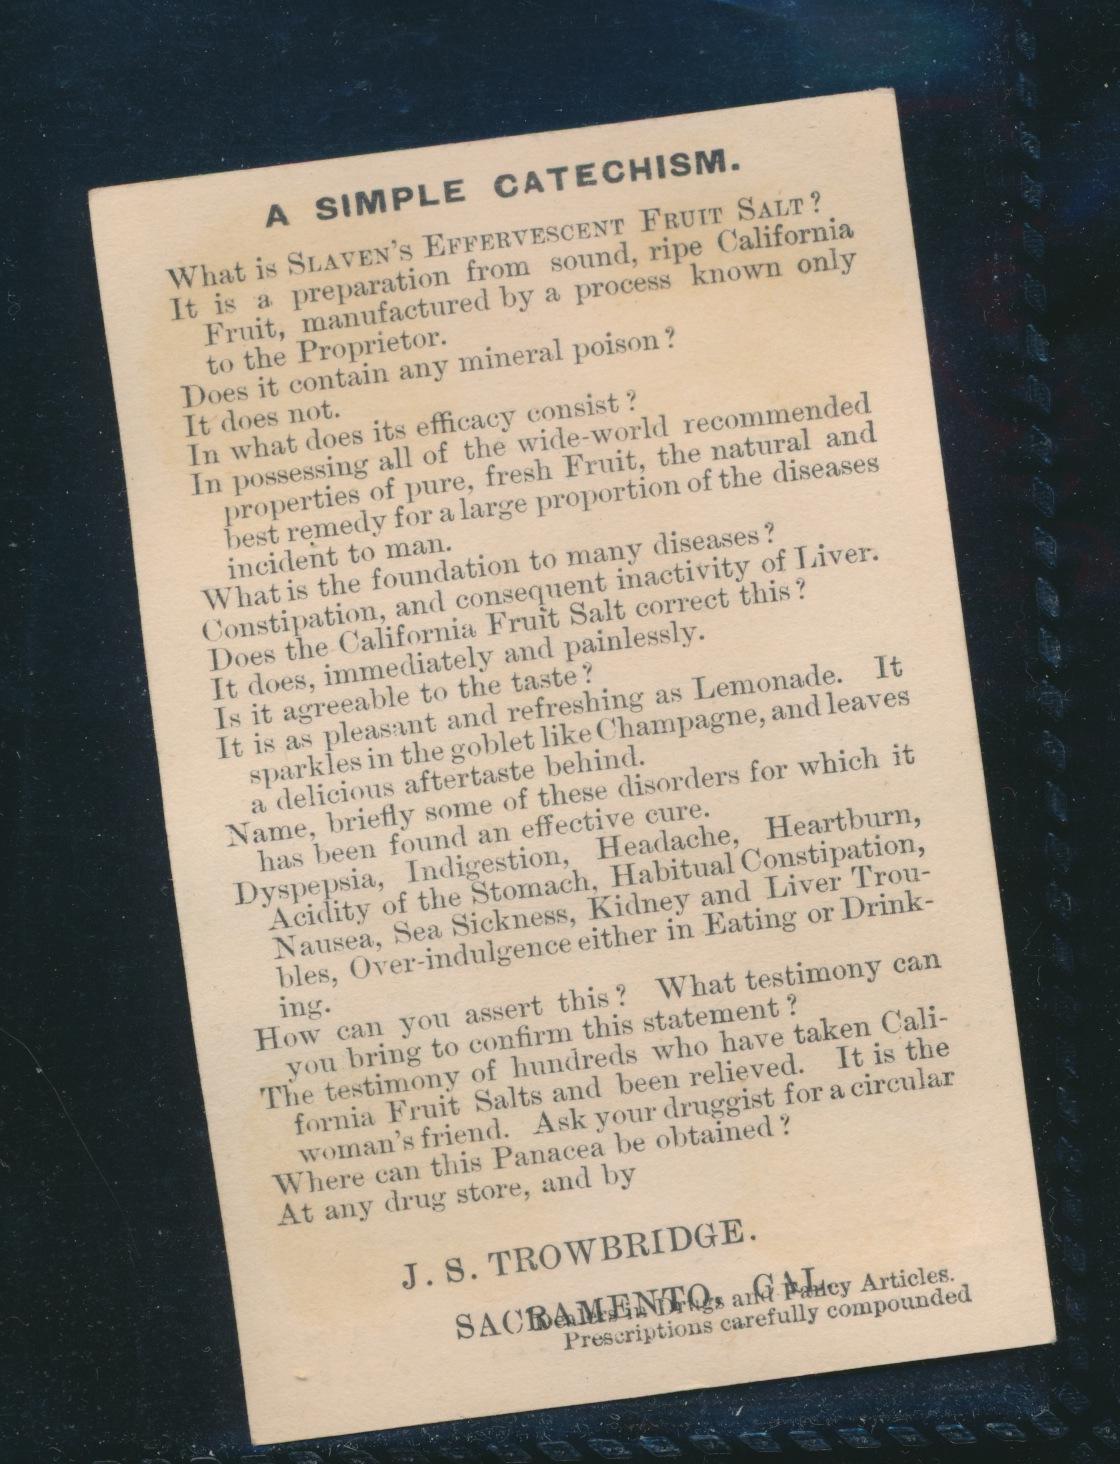 A SIMPLE CATECHISM.
What is SLAVEN'S EFFERVESCENT FRUIT SALT?
It is a preparation from sound, ripe California
Fruit, manufactured by a process known only
to the Proprietor.
Does it contain any mineral poison?
It does not.
In what does its efficacy consist?
In possessing all of the wide-world recommended
properties of pure, fresh Fruit, the natural and
best remedy for a large proportion of the diseases
incident to man.
What is the foundation to many diseases?
Constipation, and consequent inactivity of Liver.
Does the California Fruit Salt correct this?
It does, immediately and painlessly.
Is it agreeable to the taste?
It is as pleasant and refreshing as Lemonade. It
sparkles in the goblet like Champagne, and leaves
a delicious aftertaste behind.
Name, briefly some of these disorders for which it
has been found an effective cure.
Dyspepsia, Indigestion, Headache, Heartburn,
Acidity of the Stomach, Habitual Constipation,
Nausea, Sea Sickness, Kidney and Liver Trou-
bles, Over-indulgence either in Eating or Drink-
ing.
How can you assert this? What testimony can
you bring to confirm this statement?
The testimony of hundreds who have taken Cali-
fornia Fruit Salts and been relieved. It is the
woman's friend. Ask your druggist for a circular
Where can this Panacea be obtained?
At any drug store, and by
J. S. TROWBRIDGE.
SACRAMENTO, CAL.
Dealers in Drugs and Fancy Articles.
Prescriptions carefully compounded